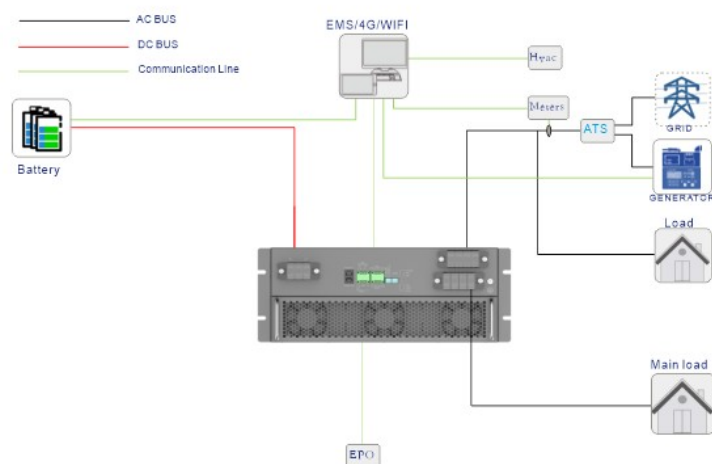 AC BUS
EMS/4G/WIFI
DC BUS
Communication Line
Hvac
Meters
ATS
GRID
Battery
GENERATOR
Load
Main load
EPO